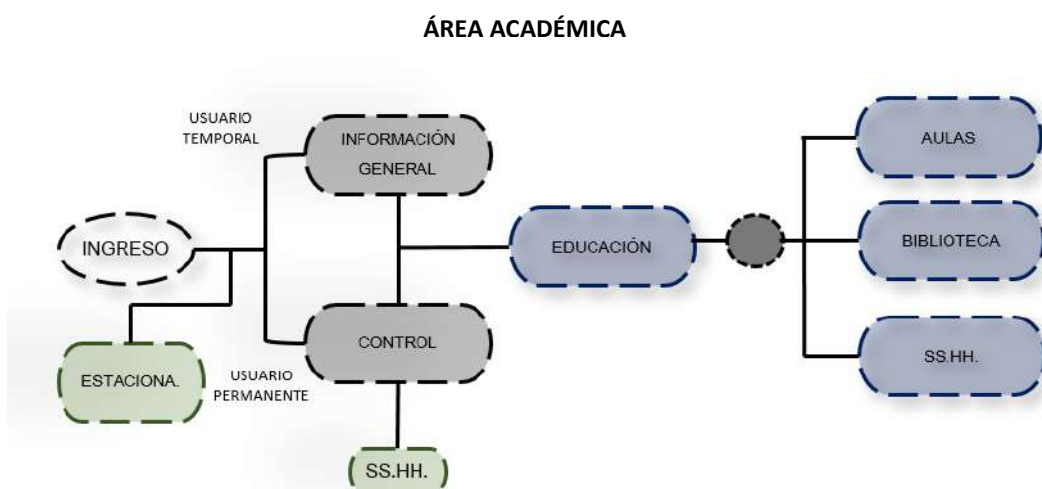 ÁREA ACADÉMICA
USUARIO
TEMPORAL
INFORMACIÓN
GENERAL
INGRESO
ESTACIONA.
USUARIO
PERMANENTE
CONTROL
SS.HH.
EDUCACIÓN
AULAS
BIBLIOTECA
SS.HH.